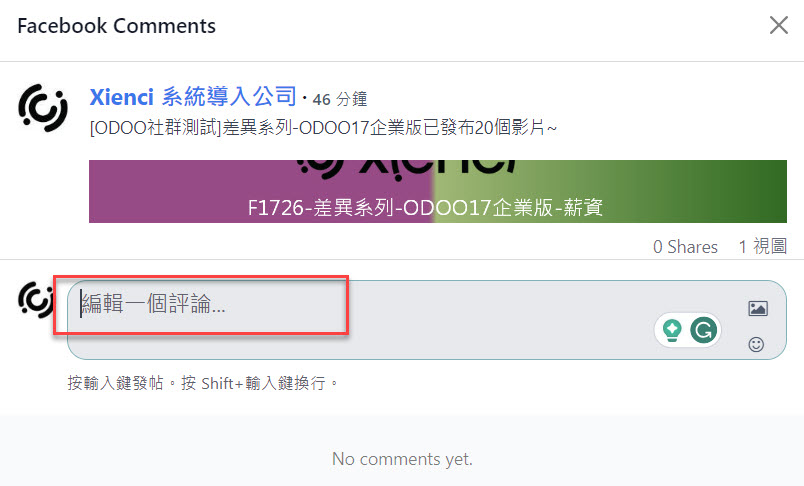 Facebook Comments
Xienci 系統導入公司 · 46 分鐘
[ODOO社群測試]差異系列-ODOO17企業版已發布20個影片~
xienci
F1726-差異系列-ODOO17企業版-薪資
0 Shares 1 視圖
編輯一個評論...
按輸入鍵發帖。按 Shift+輸入鍵換行。
No comments yet.